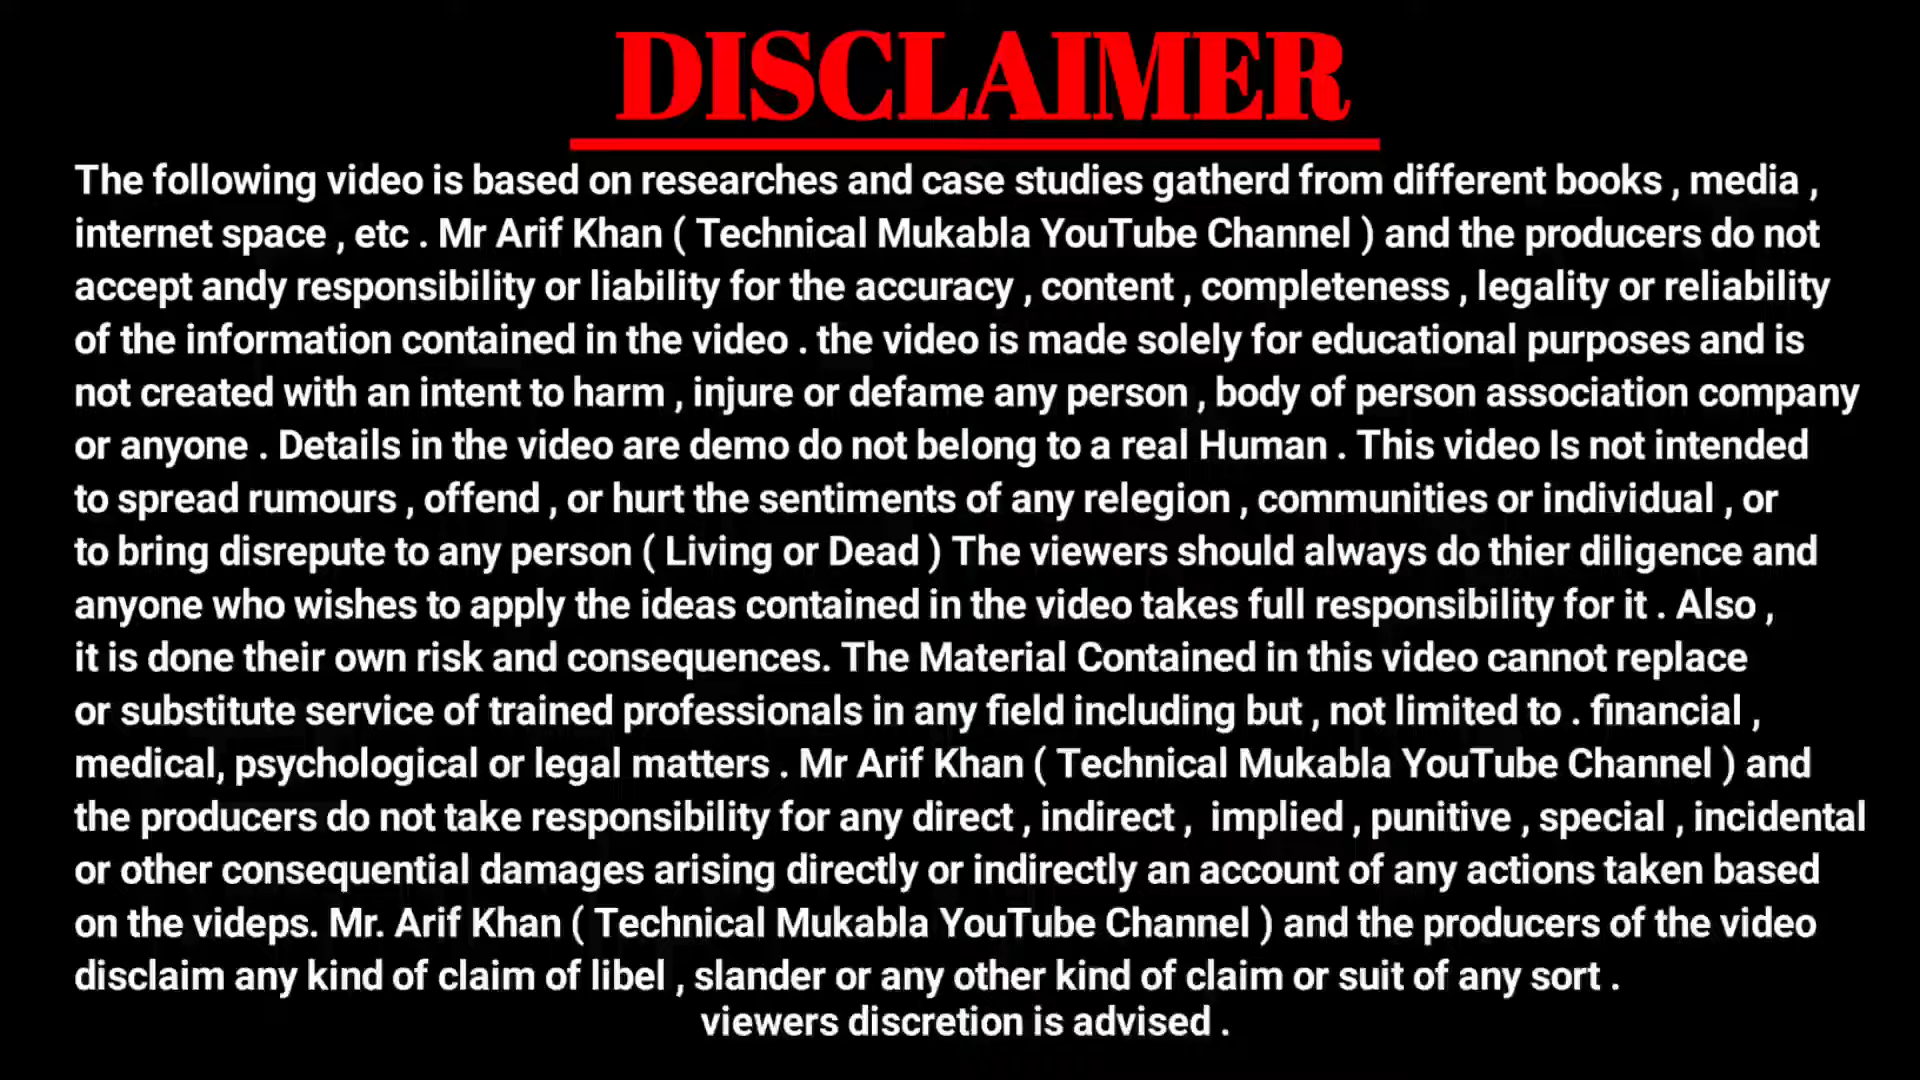 DISCLAIMER
The following video is based on researches and case studies gatherd from different books , media ,
internet space , etc . Mr Arif Khan ( Technical Mukabla YouTube Channel ) and the producers do not
accept andy responsibility or liability for the accuracy , content , completeness , legality or reliability
of the information contained in the video . the video is made solely for educational purposes and is
not created with an intent to harm , injure or defame any person , body of person association company
or anyone . Details in the video are demo do not belong to a real Human . This video Is not intended
to spread rumours , offend , or hurt the sentiments of any relegion , communities or individual , or
to bring disrepute to any person ( Living or Dead ) The viewers should always do thier diligence and
anyone who wishes to apply the ideas contained in the video takes full responsibility for it . Also ,
it is done their own risk and consequences. The Material Contained in this video cannot replace
or substitute service of trained professionals in any field including but , not limited to . financial ,
medical, psychological or legal matters . Mr Arif Khan ( Technical Mukabla YouTube Channel ) and
the producers do not take responsibility for any direct , indirect ,  implied , punitive , special , incidental
or other consequential damages arising directly or indirectly an account of any actions taken based
on the videps. Mr. Arif Khan ( Technical Mukabla YouTube Channel ) and the producers of the video
disclaim any kind of claim of libel , slander or any other kind of claim or suit of any sort .
viewers discretion is advised .